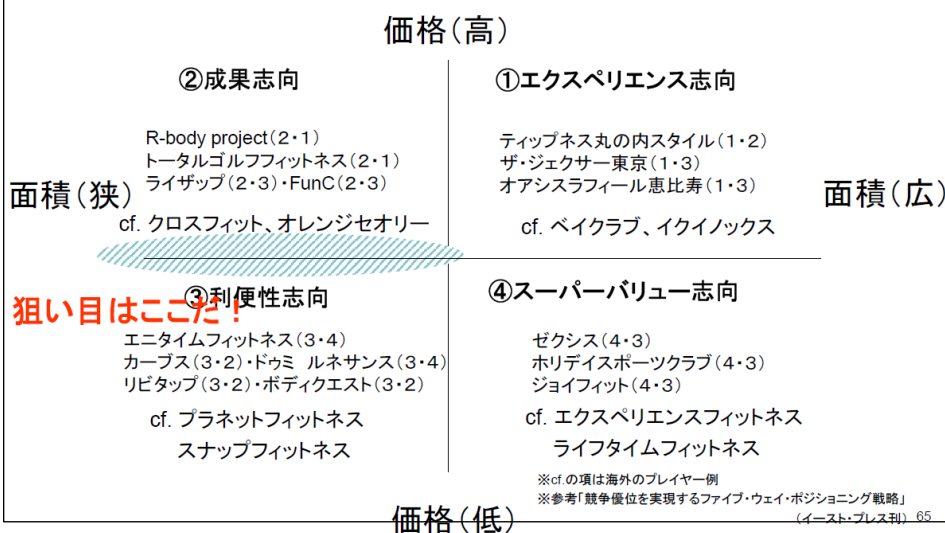 価格（高）
②成果志向
R-body project（２・１）
トータルゴルフフィットネス（２・１）
ライザップ（２・３）・FunC（２・３）
cf. クロスフィット、オレンジセオリー
①エクスペリエンス志向
ティップネス丸の内スタイル（１・２）
ザ・ジェクサー東京（１・３）
オアシスラフィール恵比寿（１・３）
cf. ベイクラブ、イクイノックス
面積（狭）
面積（広）
狙い目はここだ！
③利便性志向
エニタイムフィットネス（３・４）
カーブス（３・２）・ドゥミ　ルネサンス（３・４）
リビタップ（３・２）・ボディクエスト（３・２）
cf. プラネットフィットネス
スナップフィットネス
④スーパーバリュー志向
ゼクシス（４・３）
ホリデイスポーツクラブ（４・３）
ジョイフィット（４・３）
cf. エクスペリエンスフィットネス
ライフタイムフィットネス
※cf.の項は海外のプレイヤー例
※参考「競争優位を実現するファイブ・ウェイ・ポジショニング戦略」
（イースト・プレス刊）
65
価格（低）